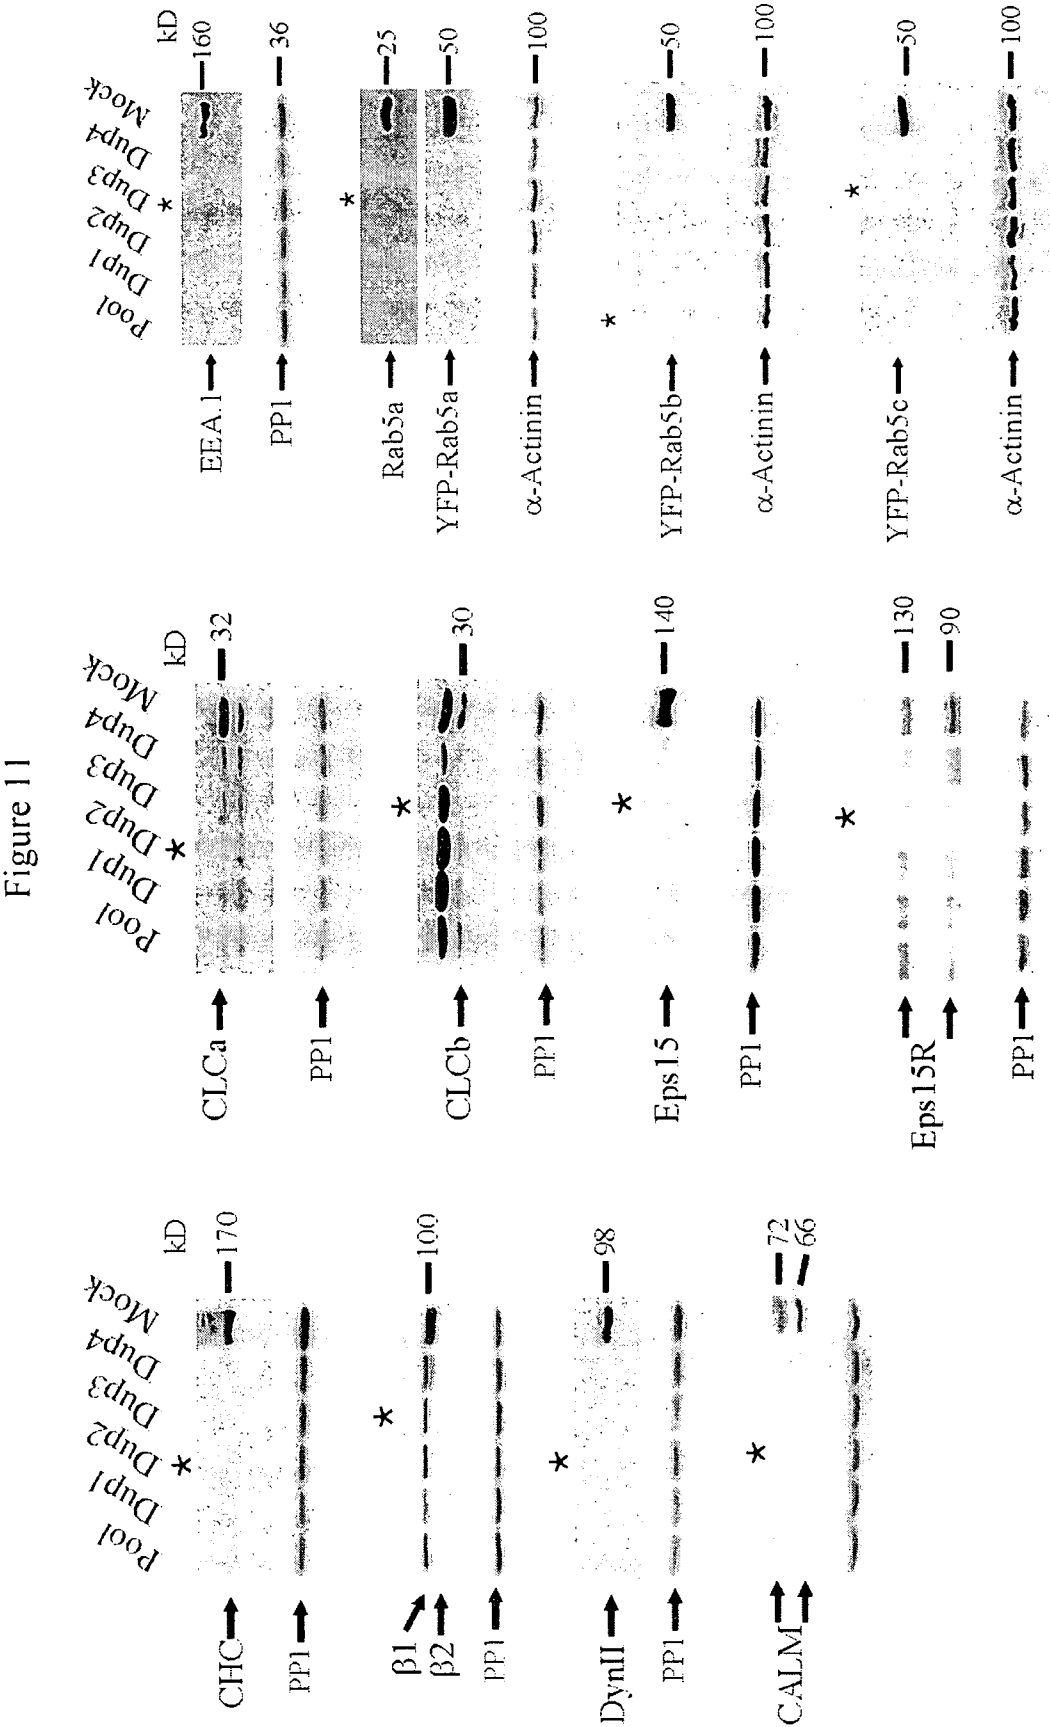 Figure 11
Pool Dup1 Dup2 Dup3 Dup4 Mock
kD
CHC 170
*
PP1
β1 100
β2
*
PP1
DynII 98
*
PP1
CALM 72
66
*
Pool Dup1 Dup2 Dup3 Dup4 Mock
kD
CLCa 32
*
PP1
CLCb 30
*
PP1
Eps15 140
*
PP1
Eps15R 130
90
*
PP1
Pool Dup1 Dup2 Dup3 Dup4 Mock
kD
EEA.1 160
*
PP1 36
Rab5a 25
*
YFP-Rab5a 50
α-Actinin 100
YFP-Rab5b 50
*
α-Actinin 100
YFP-Rab5c 50
*
α-Actinin 100